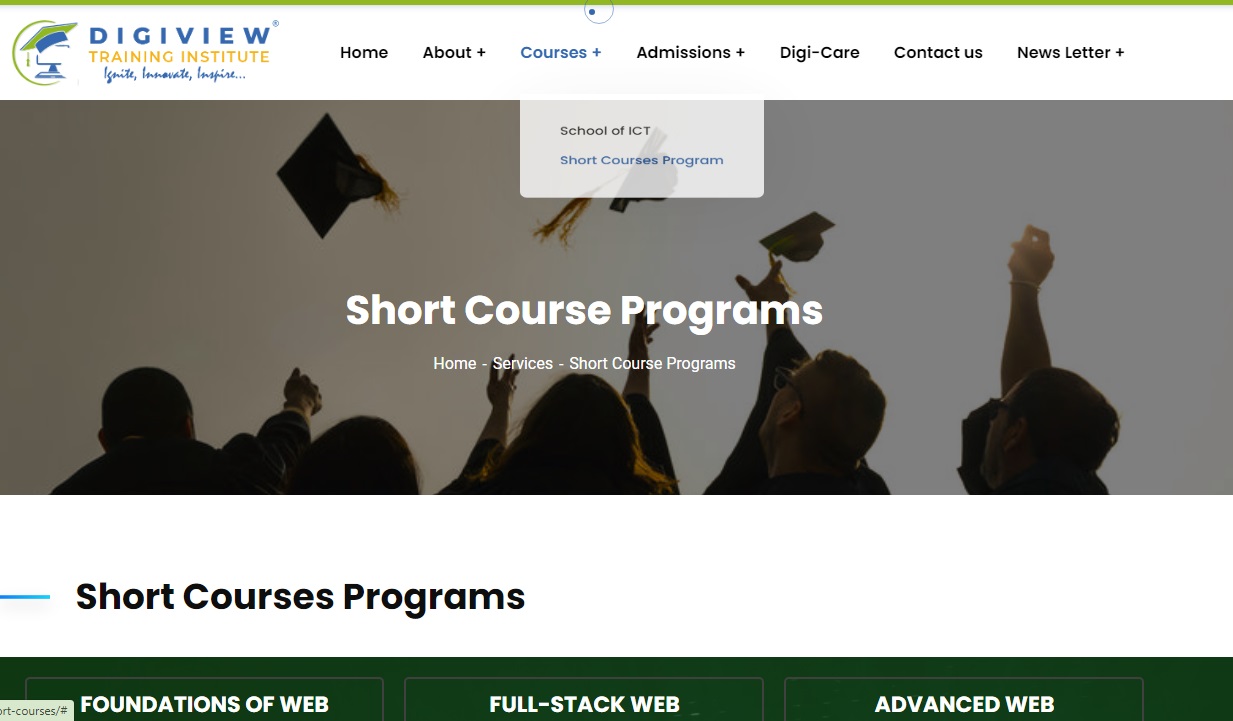 DIGIVIEW®
TRAINING INSTITUTE
Ignite, Innovate, Inspire...
Home
About +
Courses +
Admissions +
Digi-Care
Contact us
News Letter +
School of ICT
Short Courses Program
Short Course Programs
Home - Services - Short Course Programs
Short Courses Programs
FOUNDATIONS OF WEB
FULL-STACK WEB
ADVANCED WEB
ort-courses/#